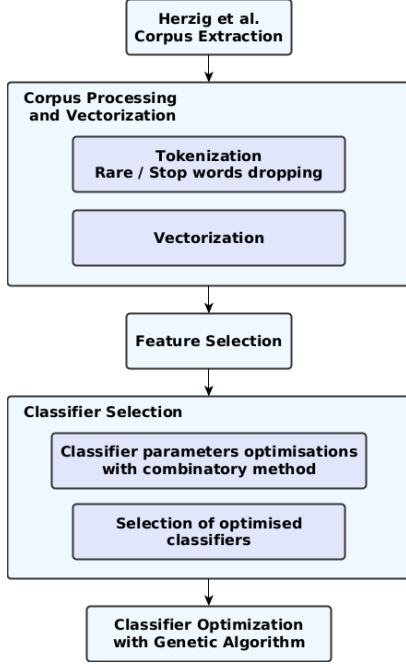 Herzig et al.
Corpus Extraction
Corpus Processing
and Vectorization
Tokenization
Rare / Stop words dropping
Vectorization
Feature Selection
Classifier Selection
Classifier parameters optimisations
with combinatory method
Selection of optimised
classifiers
Classifier Optimization
with Genetic Algorithm